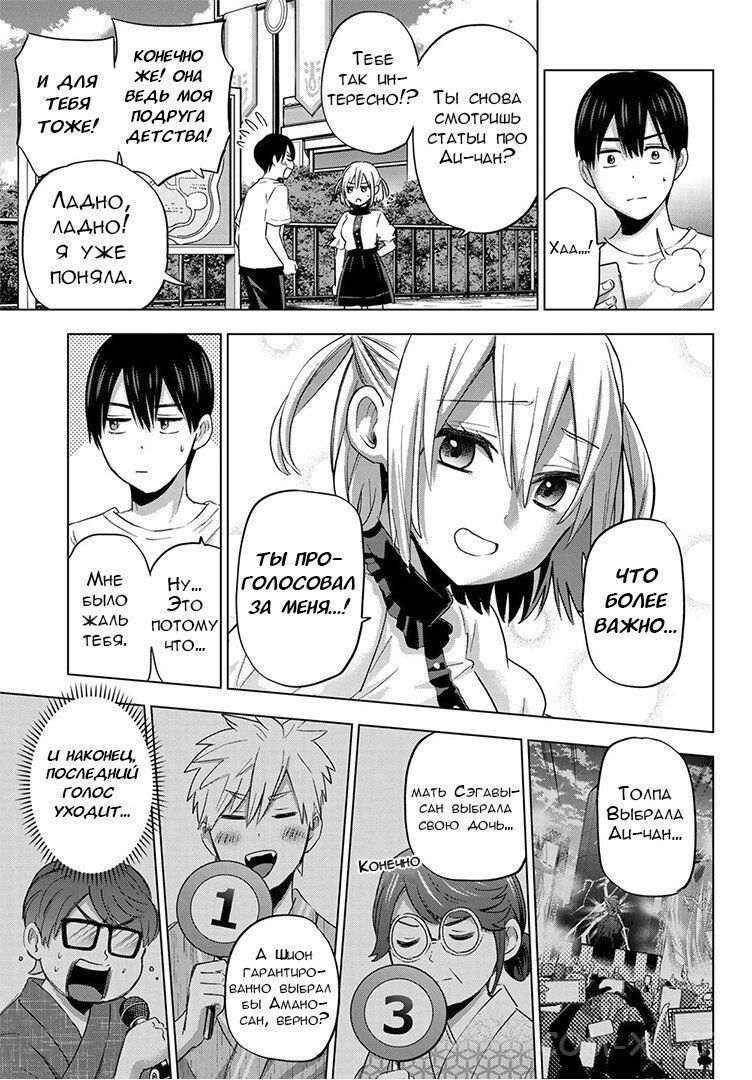 Хаа...!
Ты снова
смотришь
статьи про
Аи-чан?
Тебе
так ин-
тересно!?
конечно
же! Она
ведь моя
подруга
детства!
и для
тебя
тоже!
Ладно,
ладно!
я уже
поняла.
что
более
важно...
ты про-
голосовал
за меня...!
Ну...
Это
потому
что...
Мне
было
жаль
тебя.
Толпа
Выбрала
Аи-чан...
мать Сэгавы-
сан выбрала
свою дочь...
Конечно
3
А Шион
гарантиро-
ванно выбрал
бы Амано-
сан, верно?
1
и наконец,
последний
голос
уходит...